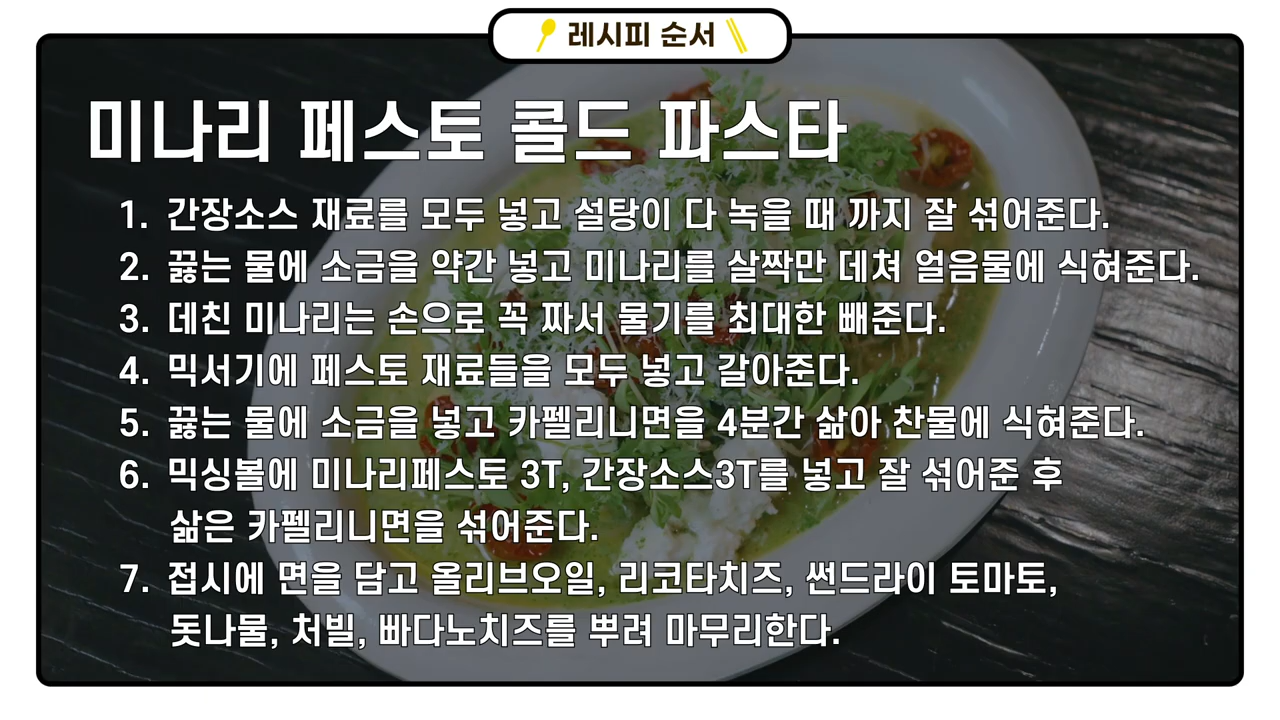 레시피 순서
미나리 페스토 콜드 파스타
1. 간장소스 재료를 모두 넣고 설탕이 다 녹을 때 까지 잘 섞어준다.
2. 끓는 물에 소금을 약간 넣고 미나리를 살짝만 데쳐 얼음물에 식혀준다.
3. 데친 미나리는 손으로 꼭 짜서 물기를 최대한 빼준다.
4. 믹서기에 페스토 재료들을 모두 넣고 갈아준다.
5. 끓는 물에 소금을 넣고 카펠리니면을 4분간 삶아 찬물에 식혀준다.
6. 믹싱볼에 미나리페스토 3T, 간장소스3T를 넣고 잘 섞어준 후
삶은 카펠리니면을 섞어준다.
7. 접시에 면을 담고 올리브오일, 리코타치즈, 썬드라이 토마토,
돗나물, 처빌, 빠다노치즈를 뿌려 마무리한다.